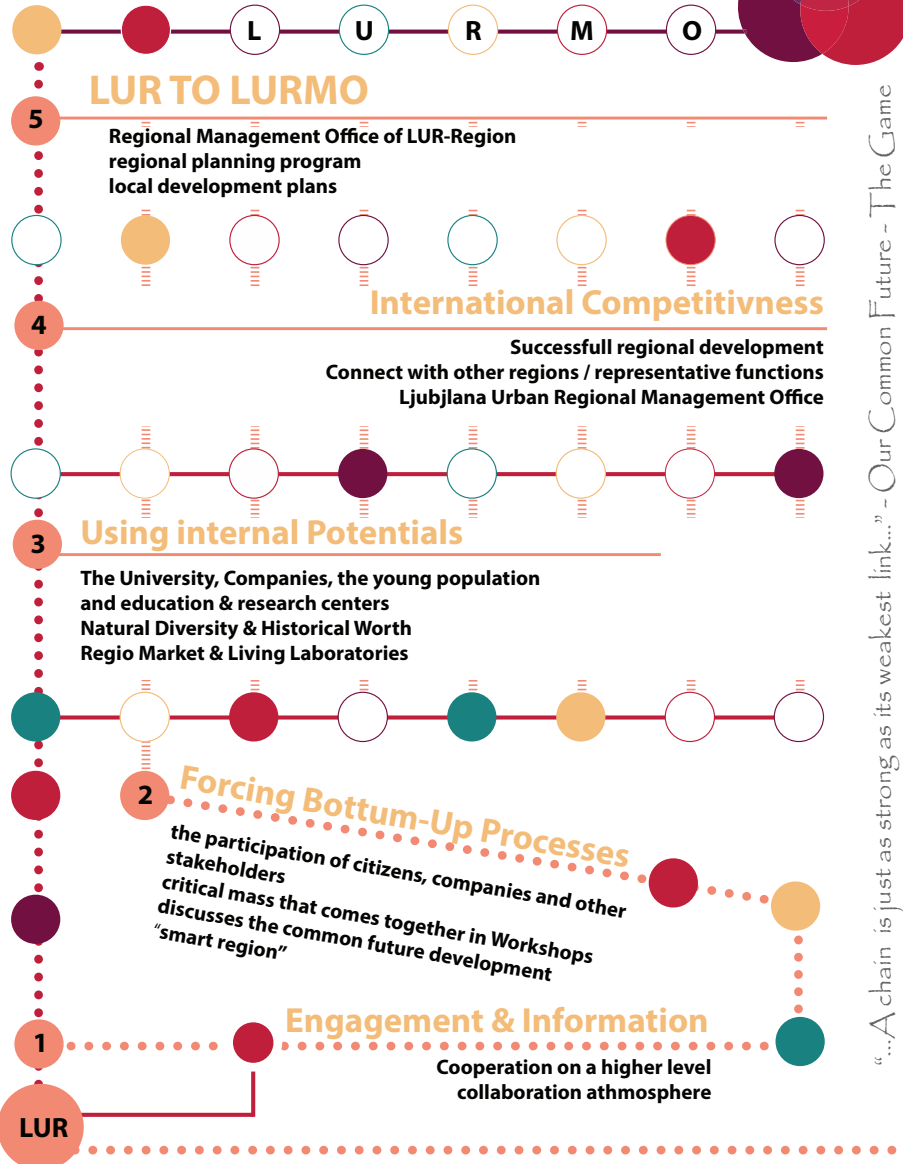 L U R M O
LUR TO LURMO
5
Regional Management Office of LUR-Region
regional planning program
local development plans
International Competitivness
4
Successfull regional development
Connect with other regions / representative functions
Ljubjlana Urban Regional Management Office
Using internal Potentials
3
The University, Companies, the young population
and education & research centers
Natural Diversity & Historical Worth
Regio Market & Living Laboratories
2
Forcing Bottum-Up Processes
the participation of citizens, companies and other
stakeholders
critical mass that comes together in Workshops
discusses the common future development
“smart region”
Engagement & Information
1
Cooperation on a higher level
collaboration athmosphere
LUR
“...A chain is just as strong as its weakest link...” - Our Common Future - The Game